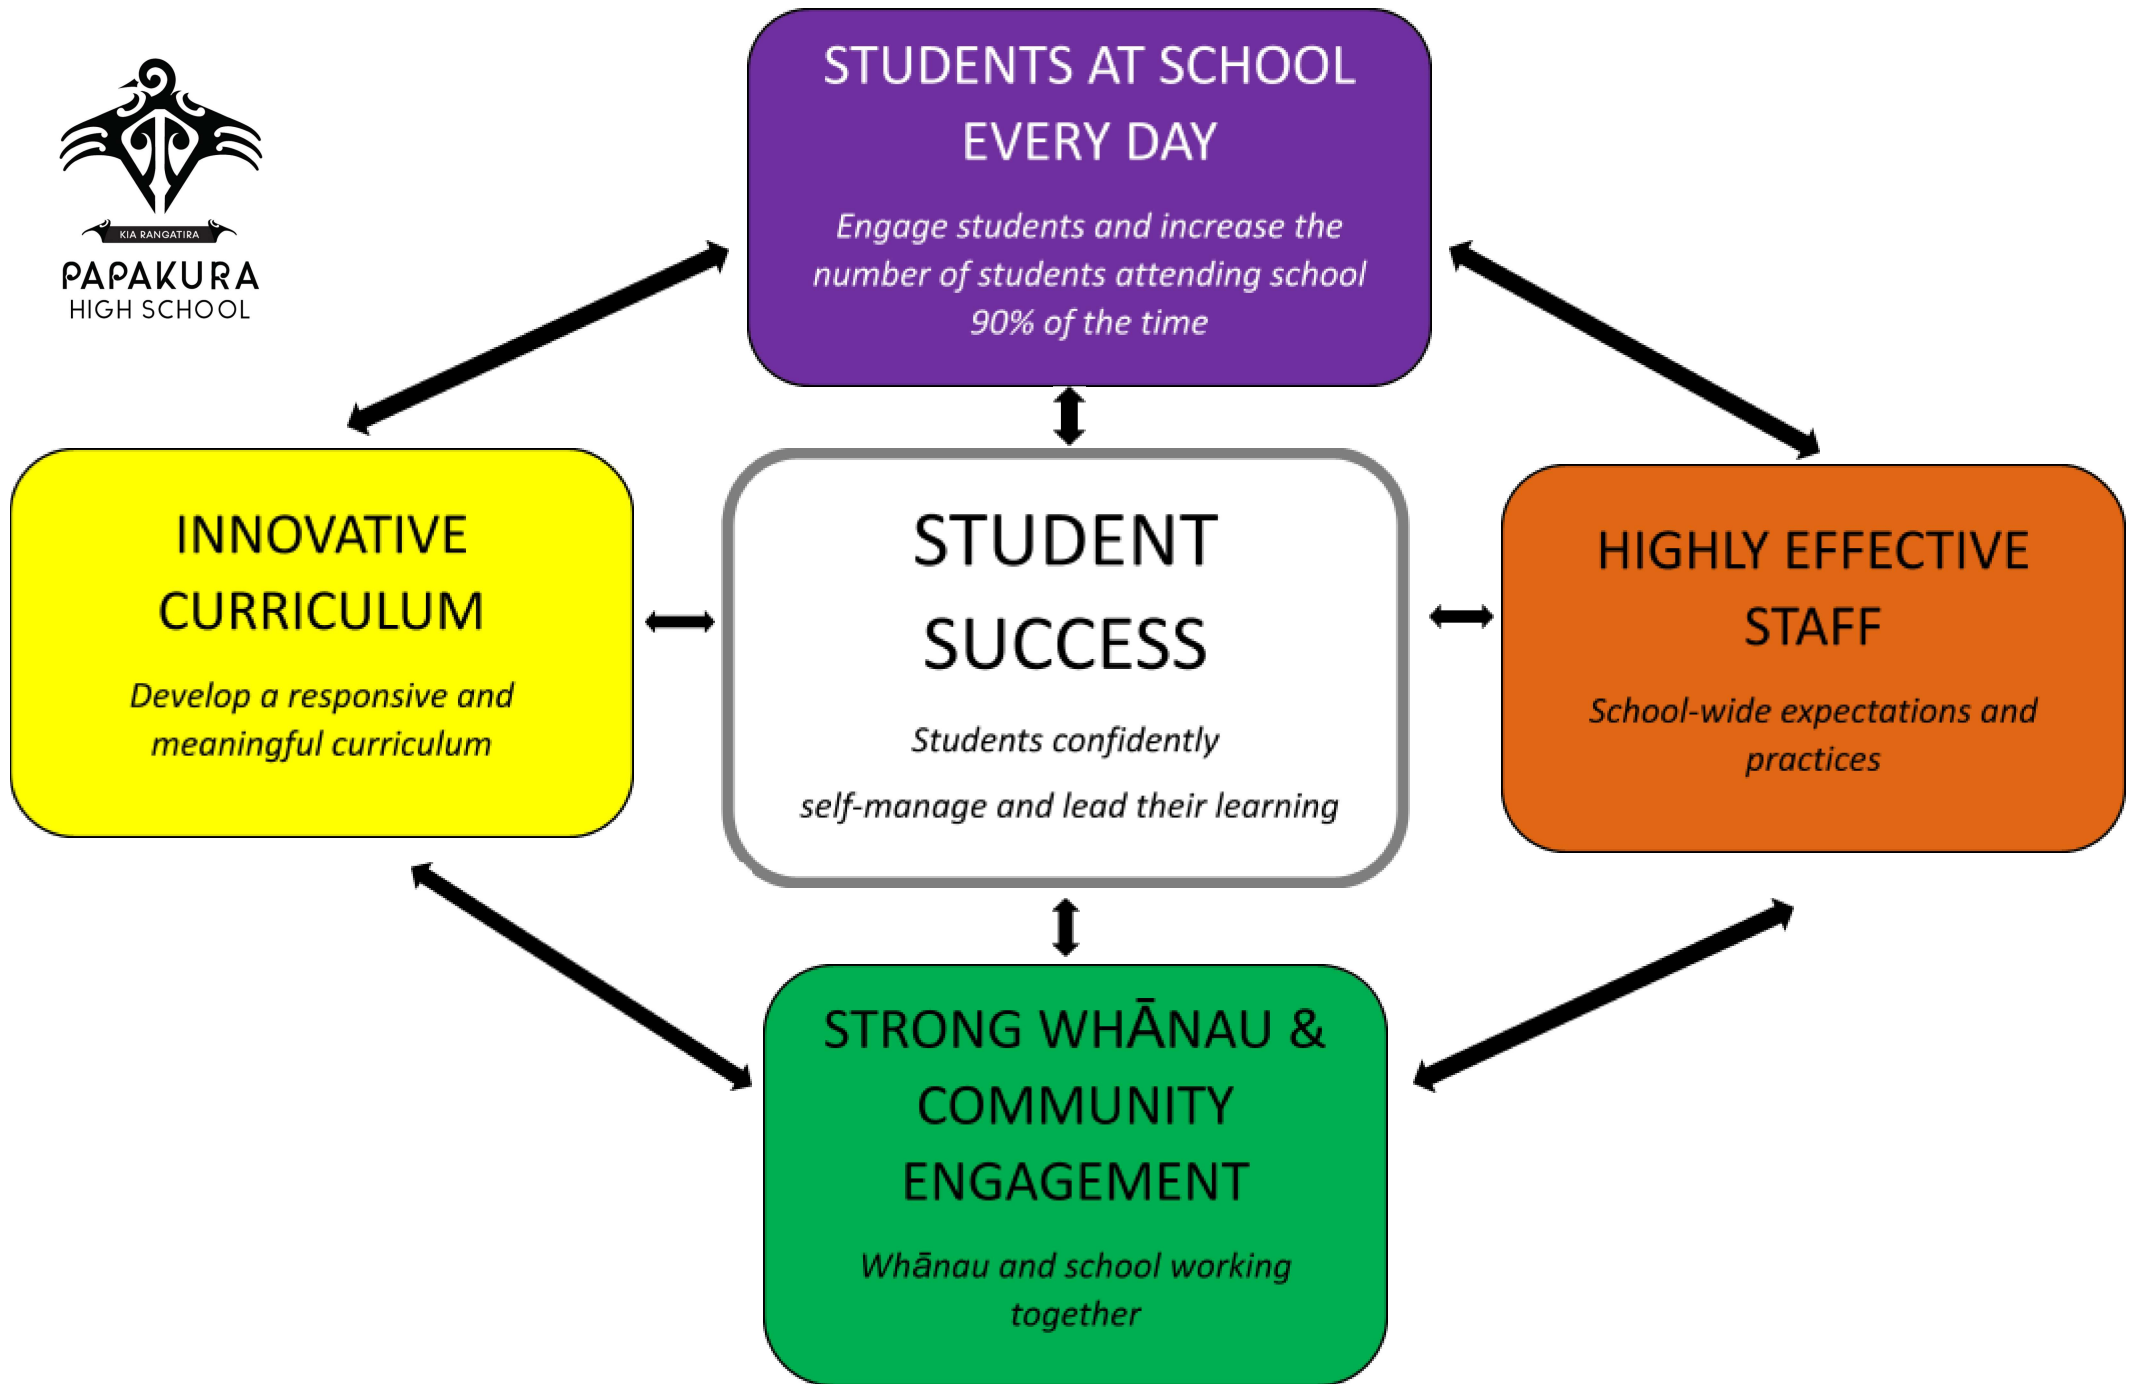 KIA RANGATIRA
PAPAKURA
HIGH SCHOOL
STUDENTS AT SCHOOL
EVERY DAY
Engage students and increase the
number of students attending school
90% of the time
INNOVATIVE
CURRICULUM
Develop a responsive and
meaningful curriculum
STUDENT
SUCCESS
Students confidently
self-manage and lead their learning
HIGHLY EFFECTIVE
STAFF
School-wide expectations and
practices
STRONG WHĀNAU &
COMMUNITY
ENGAGEMENT
Whānau and school working
together